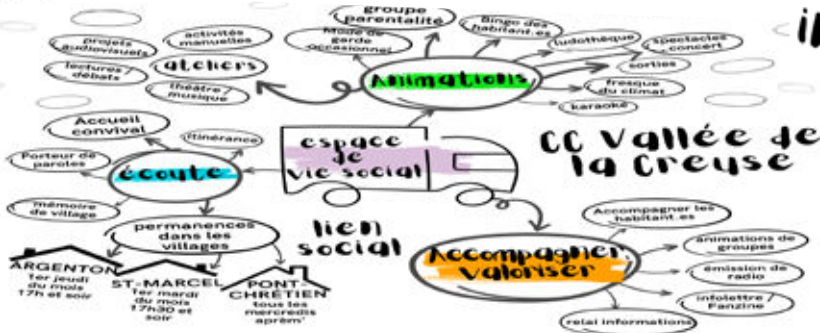 groupe
parentalité
Bingo des
habitant.es
Mode de
garde
occasionnel
ludothèque
spectacles
concert
sorties
fresque
du climat
karaoké
Animations
activités
manuelles
projets
audiovisuels
ateliers
lectures /
débats
théâtre /
musique
Accueil
convival
itinérance
Porteur de
paroles
écoute
mémoire
de village
espace
de
vie social
CC Vallée de
la Creuse
permanences
dans les
villages
lien
social
ARGENTON
1er jeudi
du mois
17h et soir
ST-MARCEL
1er mardi
du mois
17h30 et
soir
PONT-
CHRÉTIEN
tous les
mercredis
aprèm'
Accompagner,
Valoriser
Accompagner les
habitant.es
animations de
groupes
émission de
radio
infolettre /
Fanzine
relai informations